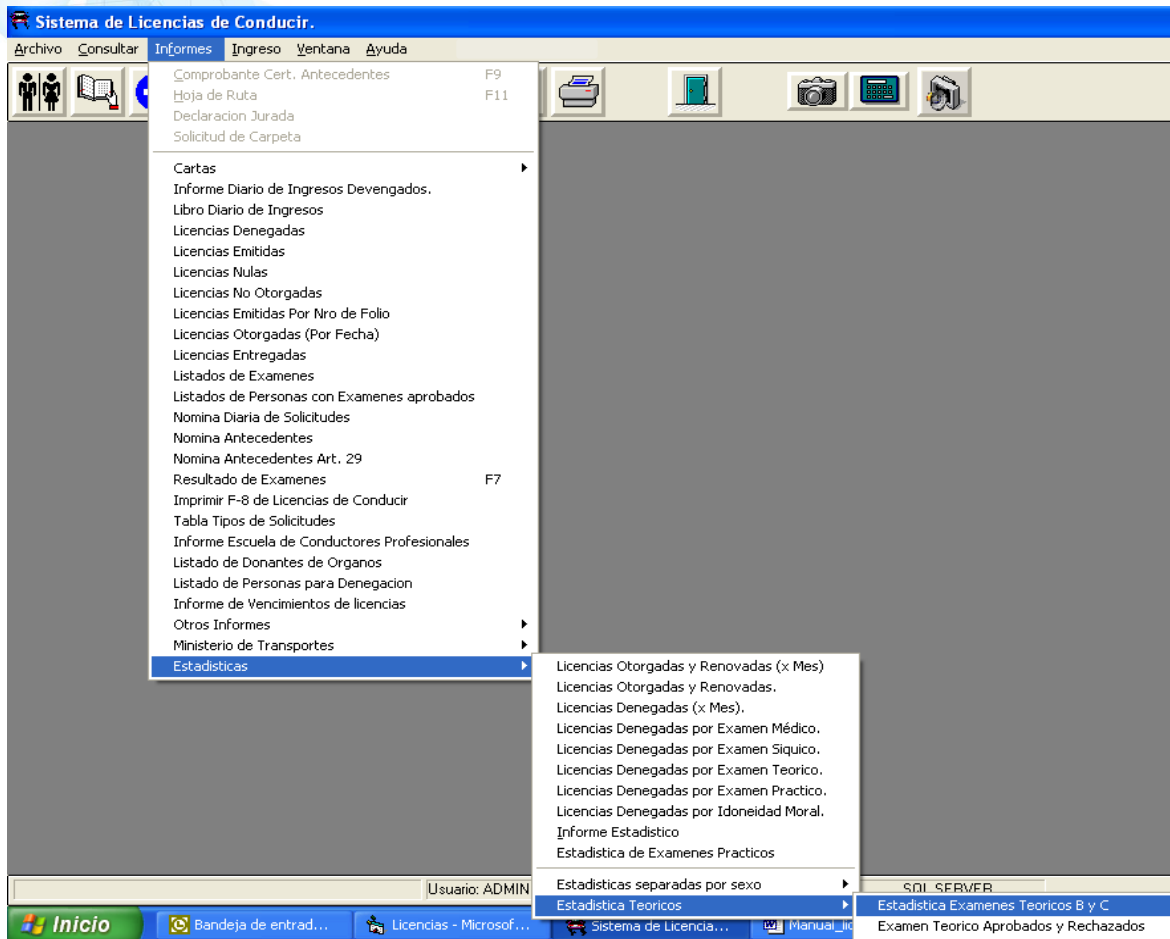 Sistema de Licencias de Conducir.
Archivo Consultar Informes Ingreso Ventana Ayuda
Comprobante Cert. Antecedentes F9
Hoja de Ruta F11
Declaracion Jurada
Solicitud de Carpeta
Cartas
Informe Diario de Ingresos Devengados.
Libro Diario de Ingresos
Licencias Denegadas
Licencias Emitidas
Licencias Nulas
Licencias No Otorgadas
Licencias Emitidas Por Nro de Folio
Licencias Otorgadas (Por Fecha)
Licencias Entregadas
Listados de Examenes
Listados de Personas con Examenes aprobados
Nomina Diaria de Solicitudes
Nomina Antecedentes
Nomina Antecedentes Art. 29
Resultado de Examenes F7
Imprimir F-8 de Licencias de Conducir
Tabla Tipos de Solicitudes
Informe Escuela de Conductores Profesionales
Listado de Donantes de Organos
Listado de Personas para Denegacion
Informe de Vencimientos de licencias
Otros Informes
Ministerio de Transportes
Estadisticas
Licencias Otorgadas y Renovadas (x Mes)
Licencias Otorgadas y Renovadas.
Licencias Denegadas (x Mes).
Licencias Denegadas por Examen Médico.
Licencias Denegadas por Examen Siquico.
Licencias Denegadas por Examen Teorico.
Licencias Denegadas por Examen Practico.
Licencias Denegadas por Idoneidad Moral.
Informe Estadistico
Estadistica de Examenes Practicos
Estadisticas separadas por sexo
Estadistica Teoricos
Estadistica Examenes Teoricos B y C
Examen Teorico Aprobados y Rechazados
Usuario: ADMIN
SQL SERVER
Inicio
Bandeja de entrad...
Licencias - Microsof...
Sistema de Licencia...
Manual_lic